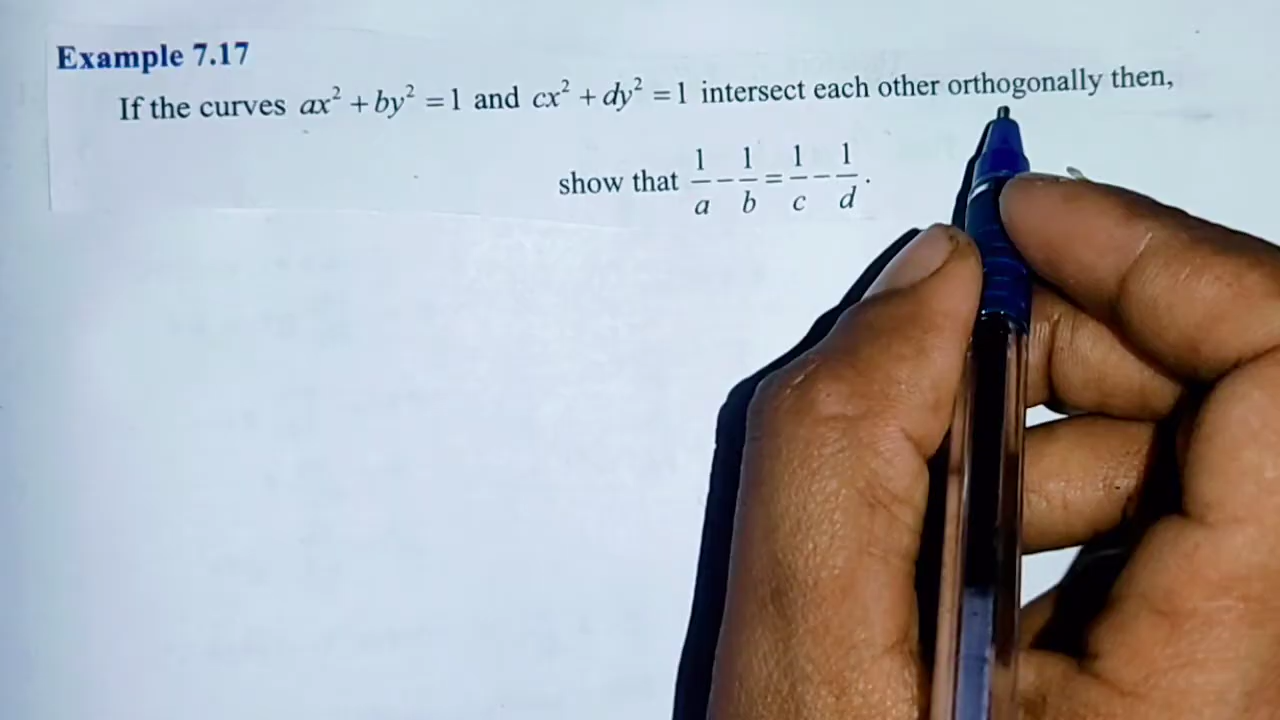 Example 7.17
If the curves ax² + by² = 1 and cx² + dy² = 1 intersect each other orthogonally then,
show that 1/a − 1/b = 1/c − 1/d.